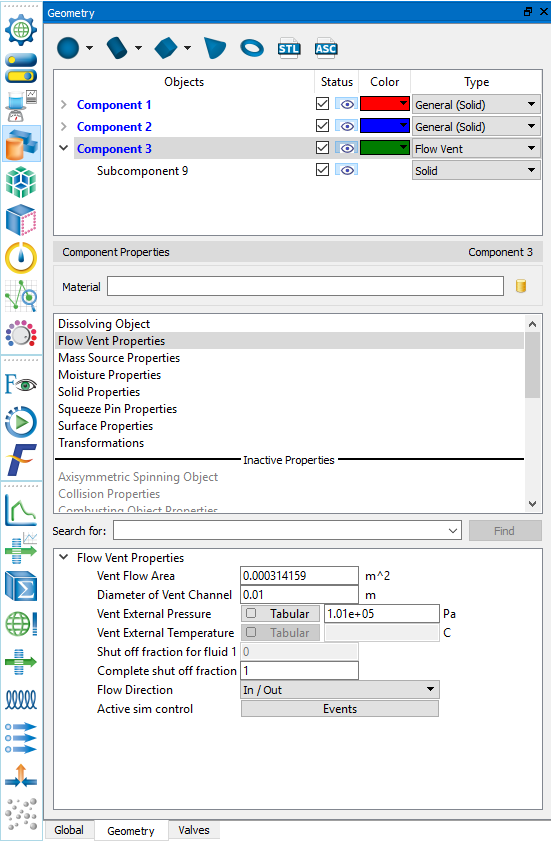 Geometry
STL
ASC
Objects Status Color Type
Component 1 General (Solid)
Component 2 General (Solid)
Component 3 Flow Vent
Subcomponent 9 Solid
Component Properties Component 3
Material
Dissolving Object
Flow Vent Properties
Mass Source Properties
Moisture Properties
Solid Properties
Squeeze Pin Properties
Surface Properties
Transformations
Inactive Properties
Axisymmetric Spinning Object
Collision Properties
Combusting Object Properties
Search for: Find
Flow Vent Properties
Vent Flow Area 0.000314159 m^2
Diameter of Vent Channel 0.01 m
Vent External Pressure Tabular 1.01e+05 Pa
Vent External Temperature Tabular C
Shut off fraction for fluid 1 0
Complete shut off fraction 1
Flow Direction In / Out
Active sim control Events
Global Geometry Valves